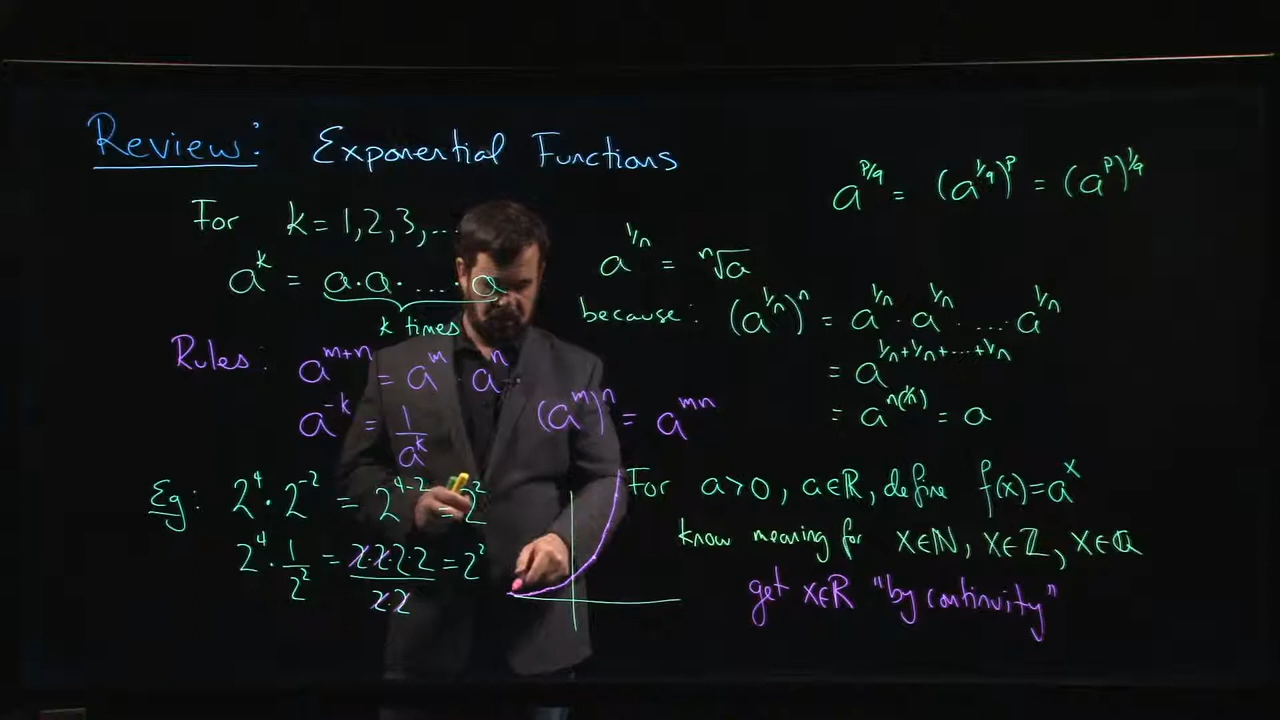 Review: Exponential Functions
For k = 1,2,3,...
a^k = a·a·....·a
k times
Rules: a^{m+n} = a^m · a^n
a^{-k} = 1/a^k
(a^m)^n = a^{mn}
Eg: 2^4 · 2^{-2} = 2^{4-2} = 2^2
2^4 · 1/2^2 = 2·2·2·2/2·2 = 2^2
a^{p/q} = (a^{1/q})^p = (a^p)^{1/q}
a^{1/n} = ⁿ√a
because: (a^{1/n})^n = a^{1/n} · a^{1/n} · .... · a^{1/n}
= a^{1/n+1/n+...+1/n}
= a^{n(1/n)} = a
For a>0, a∈ℝ, define f(x)=a^x
know meaning for x∈ℕ, x∈ℤ, x∈ℚ
get x∈ℝ "by continuity"